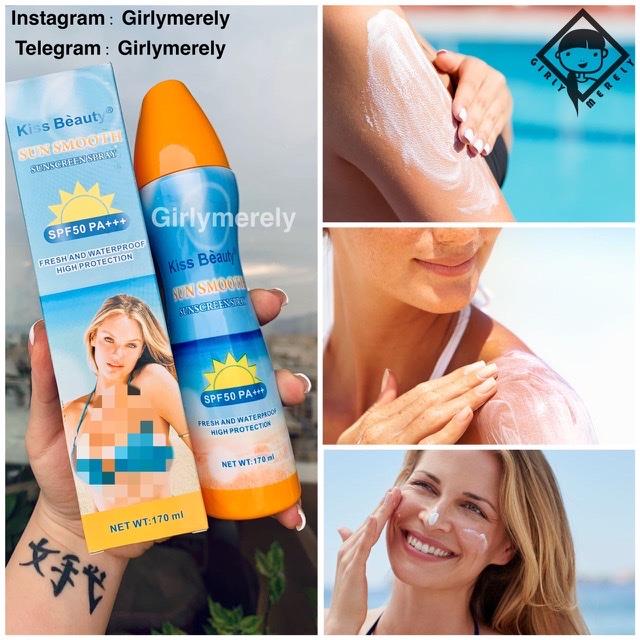 Instagram : Girlymerely
Telegram : Girlymerely
Kiss Bèauty®
SUN SMOOTH
SUNSCREEN SPRAY
SPF50 PA+++
FRESH AND WATERPROOF
HIGH PROTECTION
NET WT:170 ml
Girlymerely
Kiss Bèauty
SUN SMOOTH
SUNSCREEN SPRAY
SPF50 PA+++
FRESH AND WATERPROOF
HIGH PROTECTION
NET WT:170 ml
GIRLY MERELY